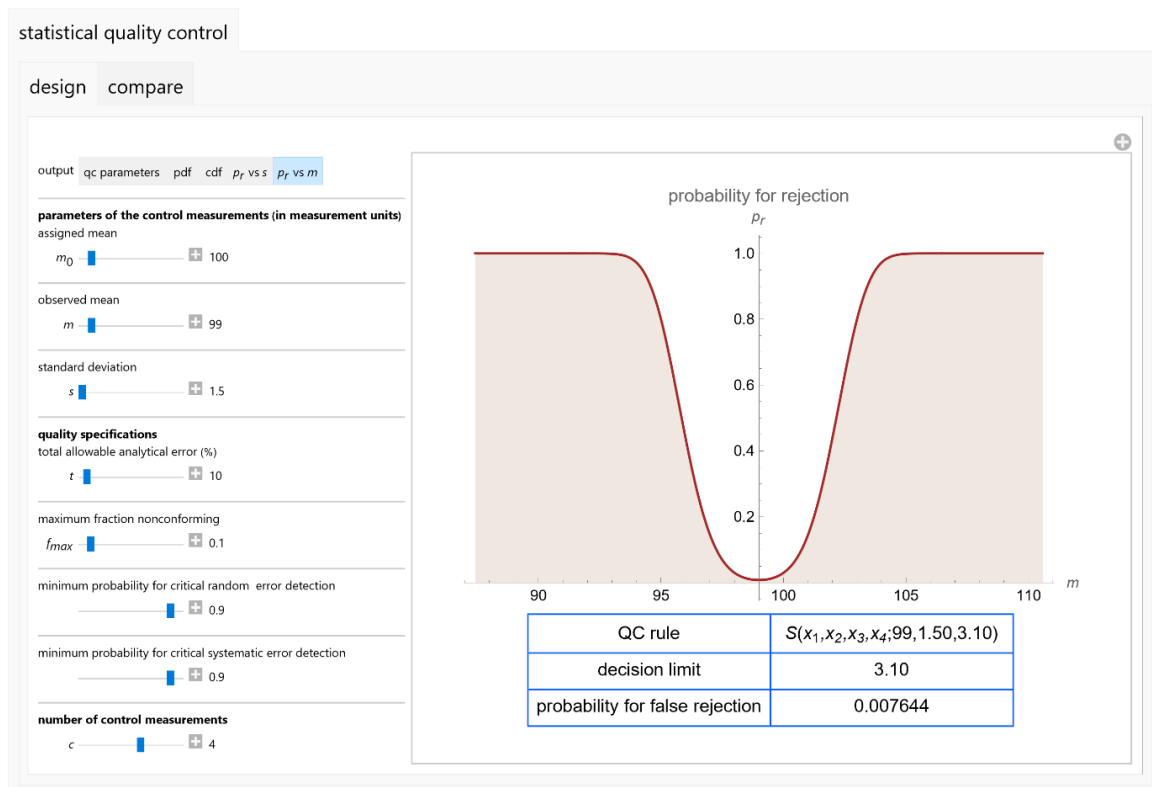 statistical quality control
design compare
output qc parameters pdf cdf pr vs s pr vs m
parameters of the control measurements (in measurement units)
assigned mean
m0 100
observed mean
m 99
standard deviation
s 1.5
quality specifications
total allowable analytical error (%)
t 10
maximum fraction nonconforming
fmax 0.1
minimum probability for critical random error detection
0.9
minimum probability for critical systematic error detection
0.9
number of control measurements
c 4
probability for rejection
pr
1.0
0.8
0.6
0.4
0.2
90 95 100 105 110 m
QC rule S(x1,x2,x3,x4;99,1.50,3.10)
decision limit 3.10
probability for false rejection 0.007644